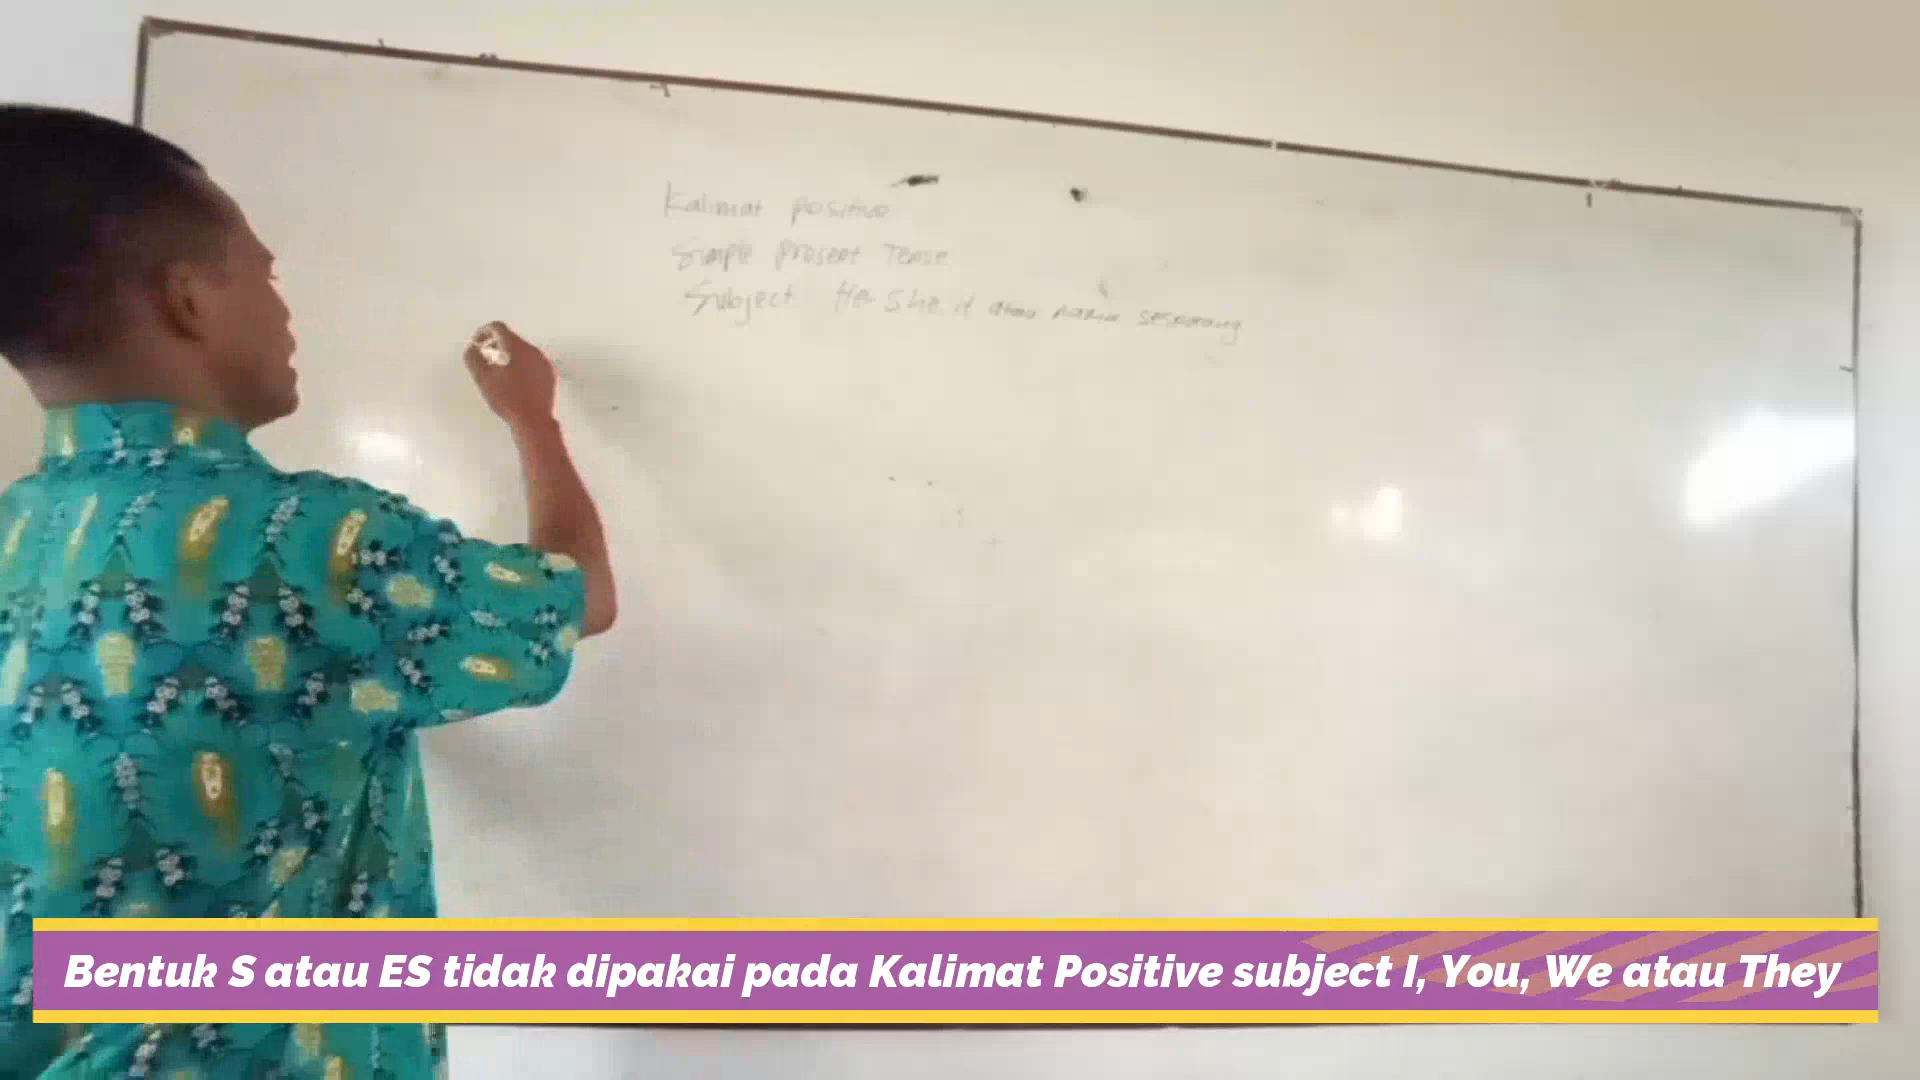 Kalimat positive
Simple Present Tense
Subject He She, it atau nama seseorang
Bentuk S atau ES tidak dipakai pada Kalimat Positive subject I, You, We atau They